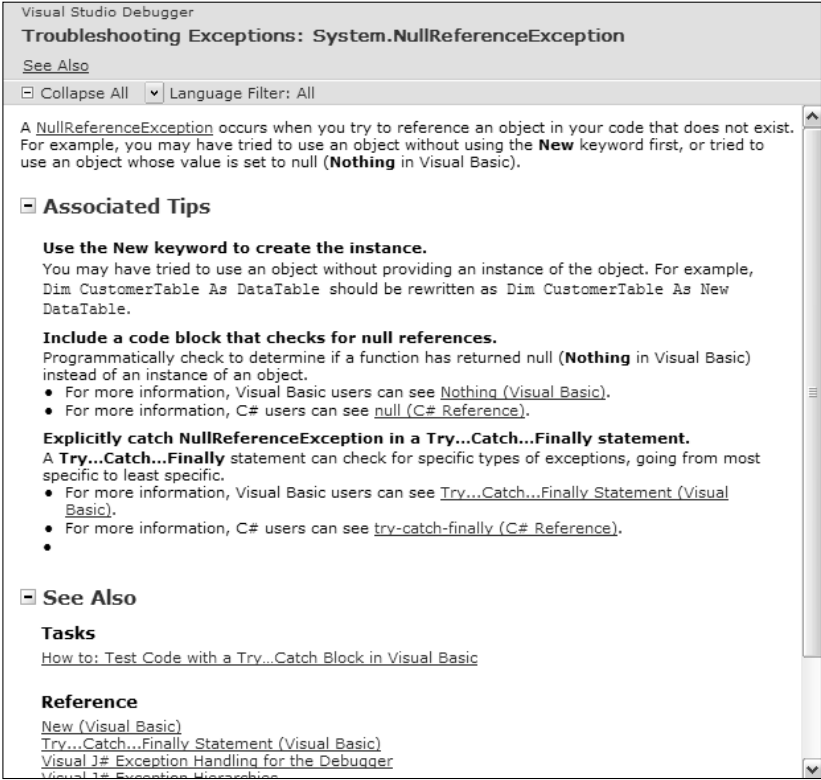 Visual Studio Debugger
Troubleshooting Exceptions: System.NullReferenceException
See Also
Collapse All Language Filter: All
A NullReferenceException occurs when you try to reference an object in your code that does not exist.
For example, you may have tried to use an object without using the New keyword first, or tried to
use an object whose value is set to null (Nothing in Visual Basic).
Associated Tips
Use the New keyword to create the instance.
You may have tried to use an object without providing an instance of the object. For example,
Dim CustomerTable As DataTable should be rewritten as Dim CustomerTable As New
DataTable.
Include a code block that checks for null references.
Programmatically check to determine if a function has returned null (Nothing in Visual Basic)
instead of an instance of an object.
• For more information, Visual Basic users can see Nothing (Visual Basic).
• For more information, C# users can see null (C# Reference).
Explicitly catch NullReferenceException in a Try...Catch...Finally statement.
A Try...Catch...Finally statement can check for specific types of exceptions, going from most
specific to least specific.
• For more information, Visual Basic users can see Try...Catch...Finally Statement (Visual
Basic).
• For more information, C# users can see try-catch-finally (C# Reference).
•
See Also
Tasks
How to: Test Code with a Try...Catch Block in Visual Basic
Reference
New (Visual Basic)
Try...Catch...Finally Statement (Visual Basic)
Visual J# Exception Handling for the Debugger
Visual J# Exception Hierarchies